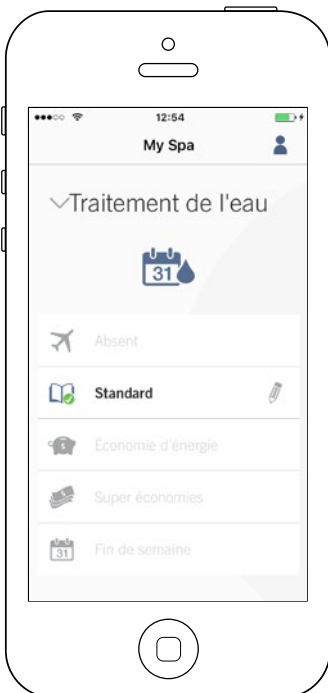 12:54
My Spa
Traitement de l'eau
31
Absent
Standard
Économie d'énergie
Super économies
31
Fin de semaine